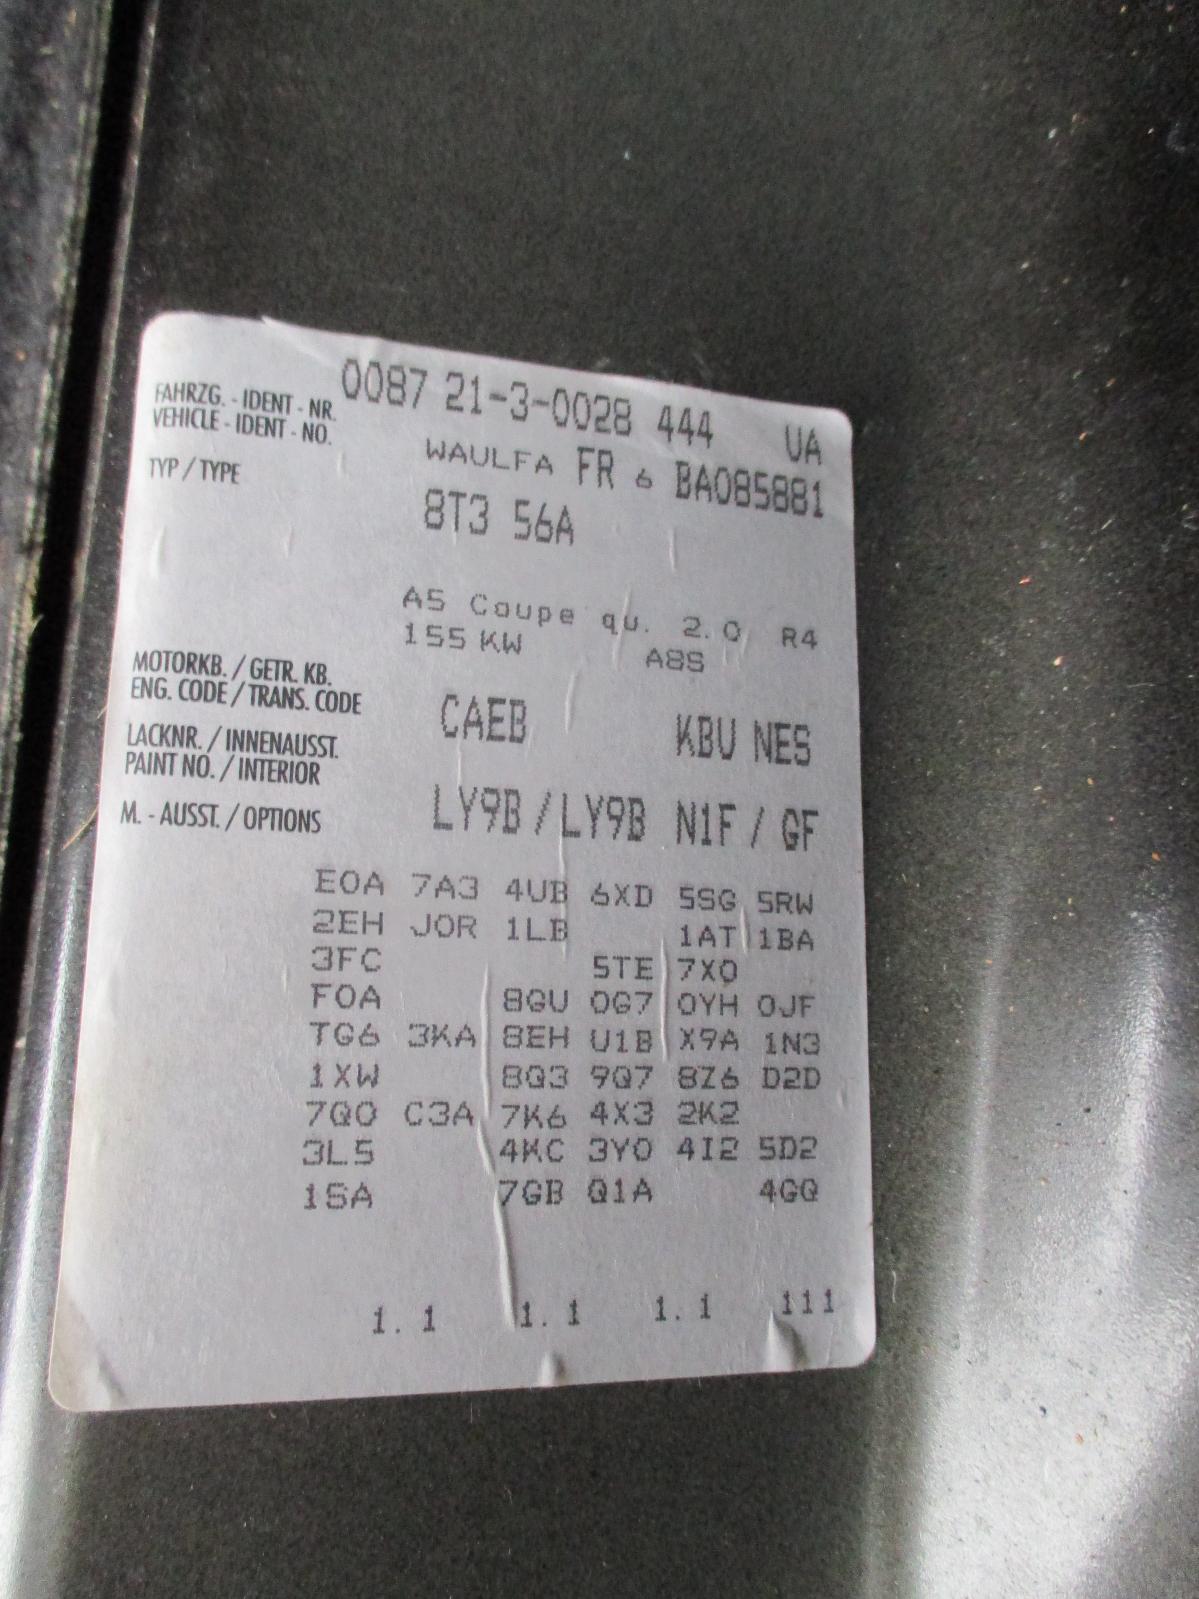 0087 21-3-0028 444 UA
FAHRZG. - IDENT - NR.
VEHICLE - IDENT - NO.
WAULFA FR 6 BA085881
TYP / TYPE
8T3 56A
A5 Coupe qu. 2.0 R4
155 KW A8S
MOTORKB. / GETR. KB.
ENG. CODE / TRANS. CODE
CAEB KBU NES
LACKNR. / INNENAUSST.
PAINT NO. / INTERIOR
LY9B / LY9B N1F / GF
M. - AUSST. / OPTIONS
E0A 7A3 4UB 6XD 5SG 5RW
2EH J0R 1LB 1AT 1BA
3FC 5TE 7X0
F0A 8GU 0G7 0YH 0JF
TG6 3KA 8EH U1B X9A 1N3
1XW 8Q3 9Q7 8Z6 D2D
7Q0 C3A 7K6 4X3 2K2
3L5 4KC 3Y0 4I2 5D2
1SA 7GB Q1A 4GQ
1. 1 1. 1 1. 1 111